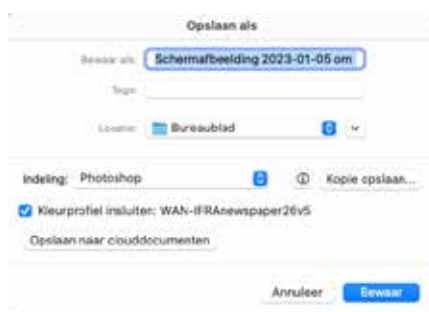 Opslaan als
Bewaar als: Schermafbeelding 2023-01-05 om
Tags:
Locatie: Bureaublad
Indeling: Photoshop Kopie opslaan...
Kleurprofiel insluiten: WAN-IFRAnewspaper26v5
Opslaan naar clouddocumenten
Annuleer Bewaar